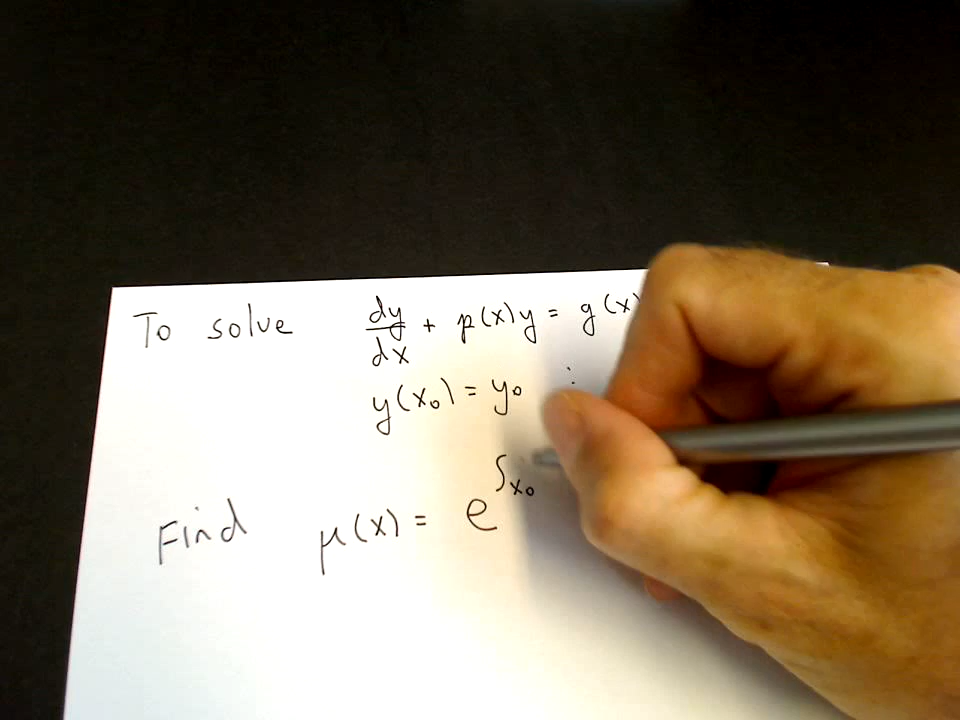 To solve dy/dx + p(x)y = g(x)
y(x₀) = y₀ :
Find μ(x) = e^∫x₀